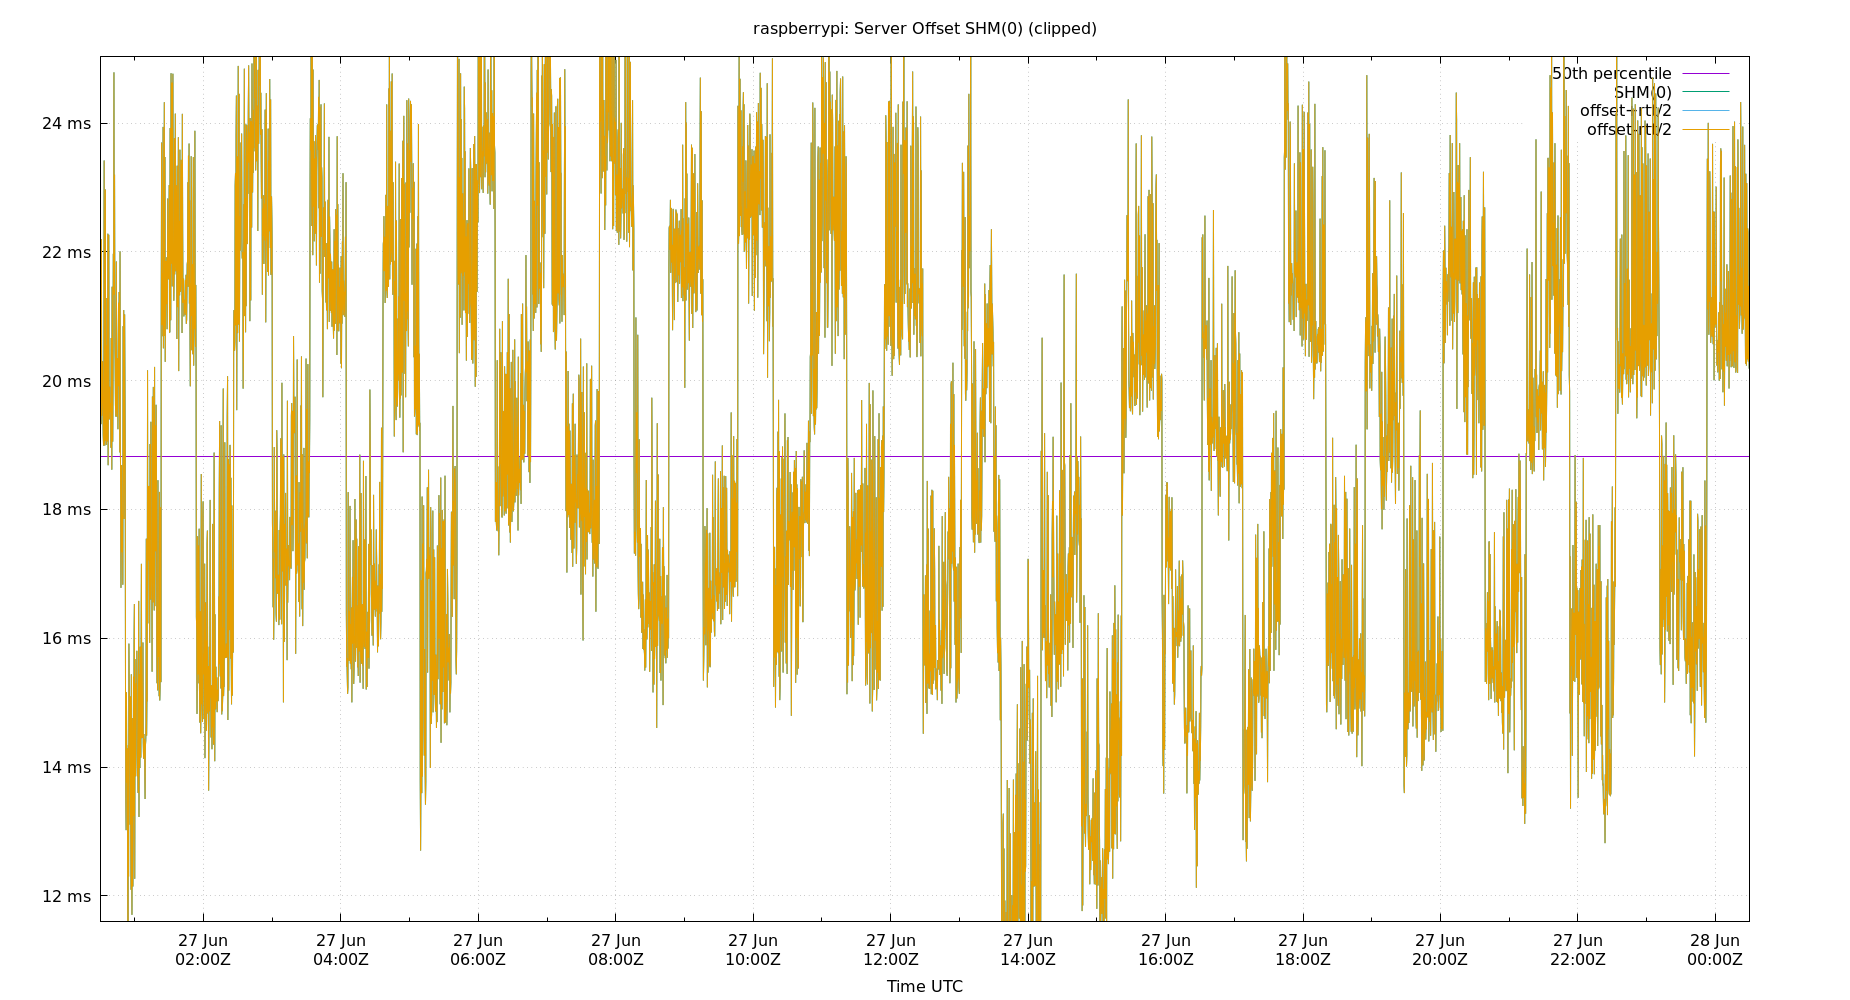 raspberrypi: Server Offset SHM(0) (clipped)
50th percentile
SHM(0)
offset-rtt/2
24 ms
22 ms
20 ms
18 ms
16 ms
14 ms
12 ms
27 Jun 27 Jun 27 Jun 27 Jun 27 Jun 27 Jun 27 Jun 27 Jun 27 Jun 27 Jun 27 Jun 28 Jun
02:00Z 04:00Z 06:00Z 08:00Z 10:00Z 12:00Z 14:00Z 16:00Z 18:00Z 20:00Z 22:00Z 00:00Z
Time UTC